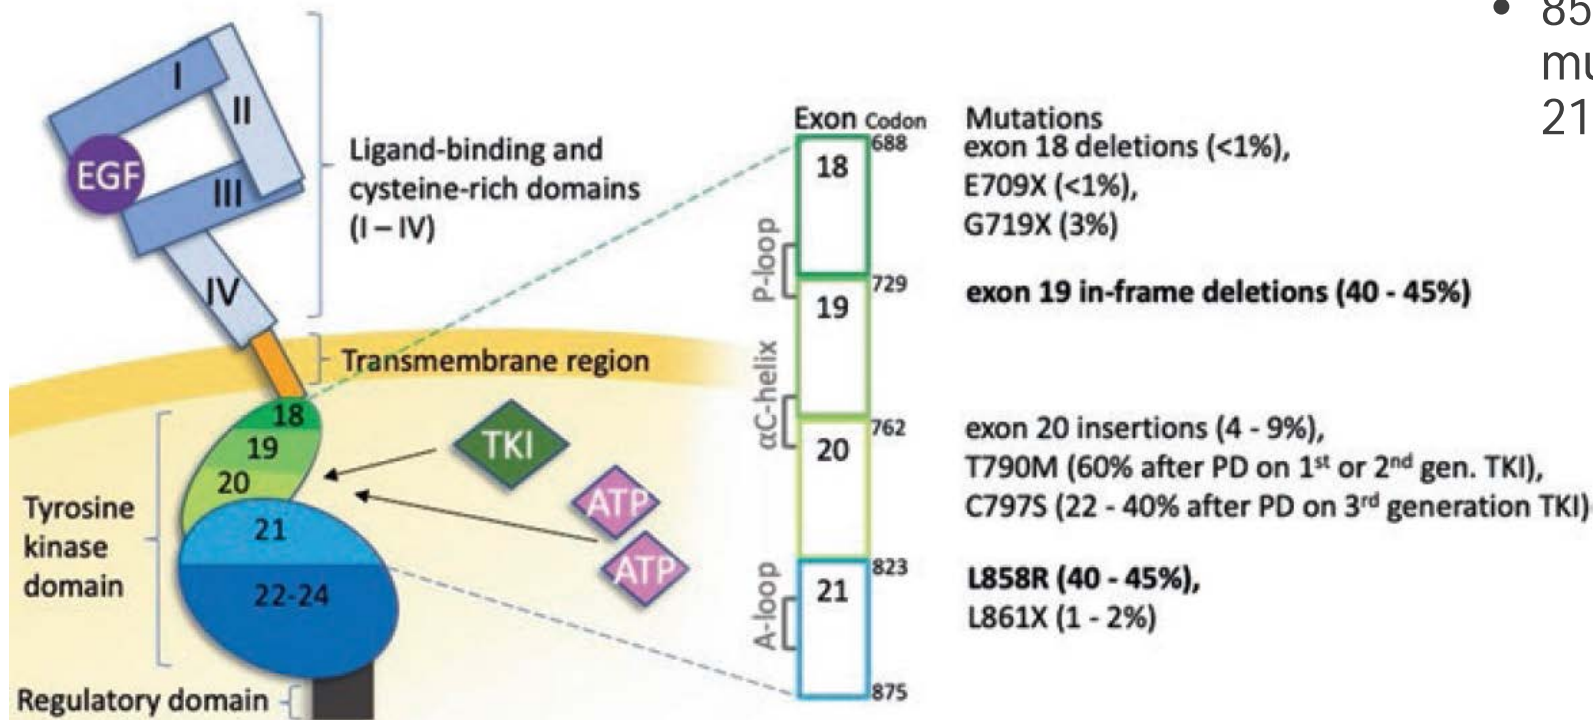 I
II
EGF
III
IV
Ligand-binding and
cysteine-rich domains
(I – IV)
Transmembrane region
18
19
20
21
22-24
TKI
ATP
ATP
Tyrosine
kinase
domain
Regulatory domain
Exon Codon
688
18
P-loop
729
19
αC-helix
762
20
823
21
A-loop
875
Mutations
exon 18 deletions (<1%),
E709X (<1%),
G719X (3%)
exon 19 in-frame deletions (40 - 45%)
exon 20 insertions (4 - 9%),
T790M (60% after PD on 1st or 2nd gen. TKI),
C797S (22 - 40% after PD on 3rd generation TKI)
L858R (40 - 45%),
L861X (1 - 2%)
• 85
21